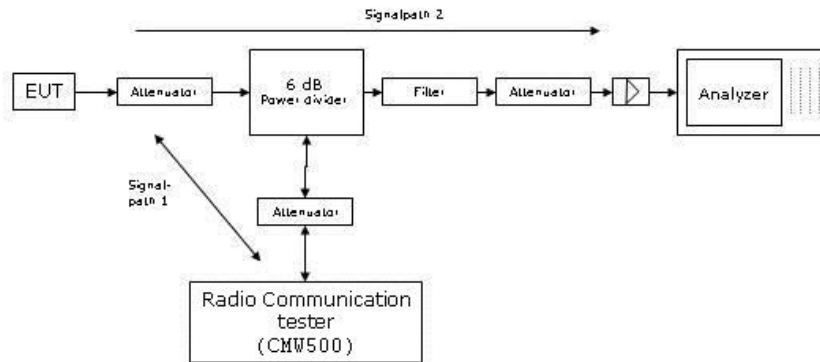 Signalpath 2
EUT
Attenuator
6 dB
Power divider
Filter
Attenuator
Analyzer
Signal-
path 1
Attenuator
Radio Communication
tester
(CMW500)